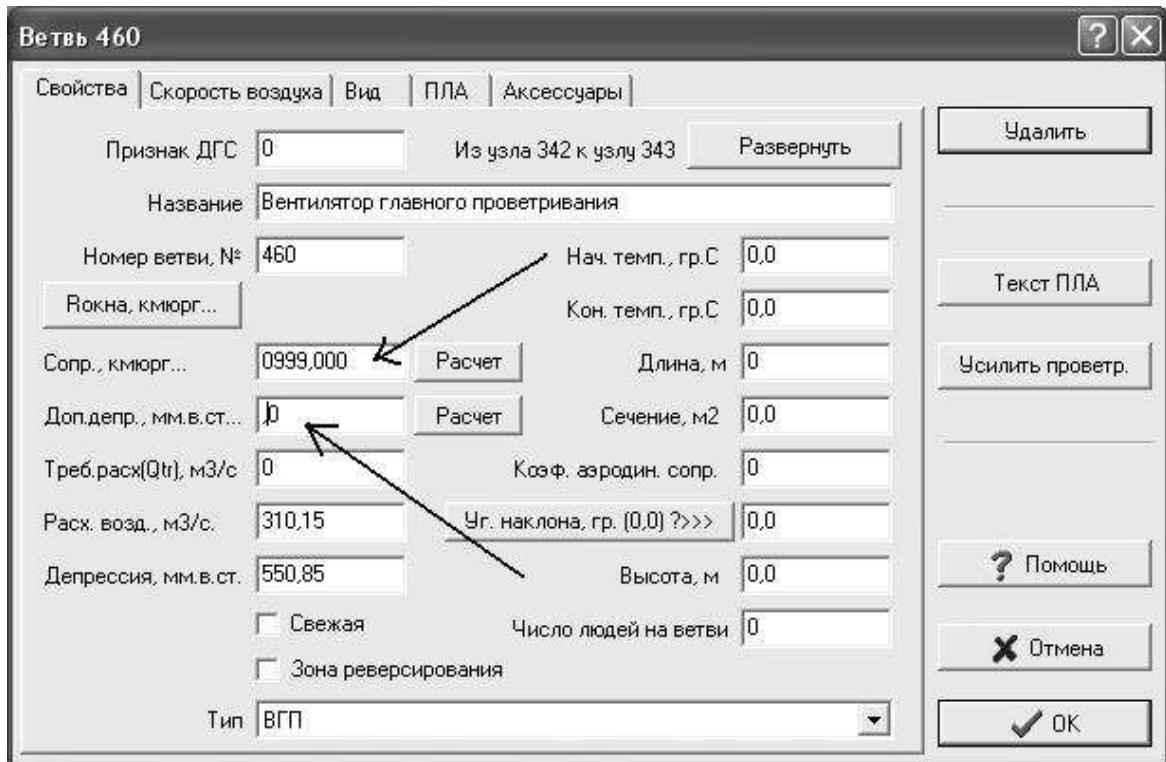 Ветвь 460
Свойства Скорость воздуха Вид ПЛА Аксессуары
Признак ДГС 0 Из узла 342 к узлу 343 Развернуть
Удалить
Название Вентилятор главного проветривания
Номер ветви, № 460 Нач. темп., гр.С 0,0
Rокна, кмюрг... Кон. темп., гр.С 0,0
Текст ПЛА
Сопр., кмюрг... 0999,000 Расчет Длина, м 0
Усилить проветр.
Доп.депр., мм.в.ст... 0 Расчет Сечение, м2 0,0
Треб.расх(Qtr), м3/с 0 Коэф. аэродин. сопр. 0
Расх. возд., м3/с. 310,15 Уг. наклона, гр. (0,0) ?>>> 0,0
Депрессия, мм.в.ст. 550,85 Высота, м 0,0
? Помощь
Свежая Число людей на ветви 0
Отмена
Зона реверсирования
Тип ВГП
OK